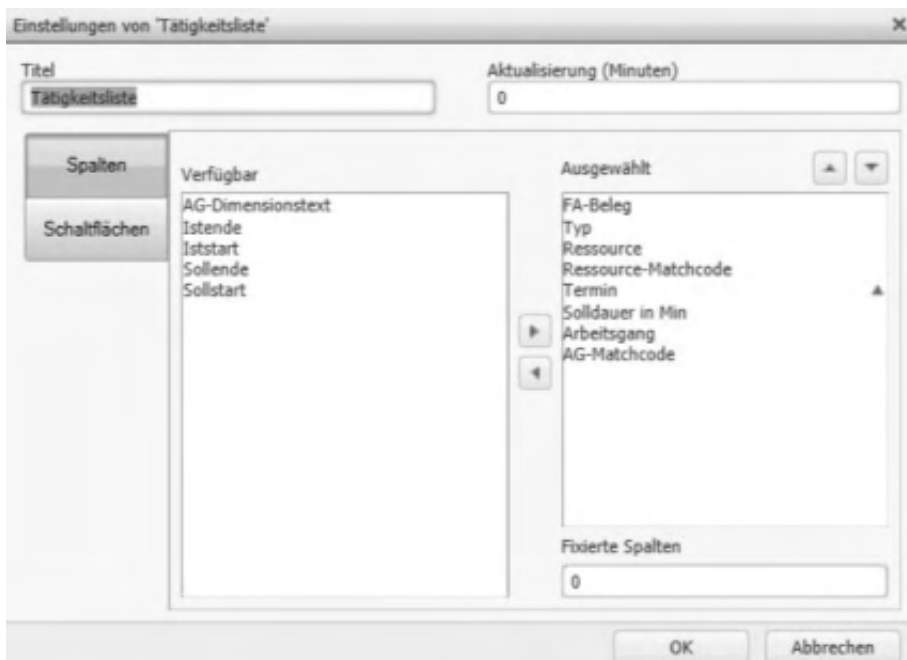 Einstellungen von 'Tätigkeitsliste'
Titel
Aktualisierung (Minuten)
Tätigkeitsliste
0
Spalten
Schaltflächen
Verfügbar
AG-Dimensionstext
Istende
Iststart
Sollende
Sollstart
Ausgewählt
FA-Beleg
Typ
Ressource
Ressource-Matchcode
Termin
Solldauer in Min
Arbeitsgang
AG-Matchcode
Fixierte Spalten
0
OK
Abbrechen